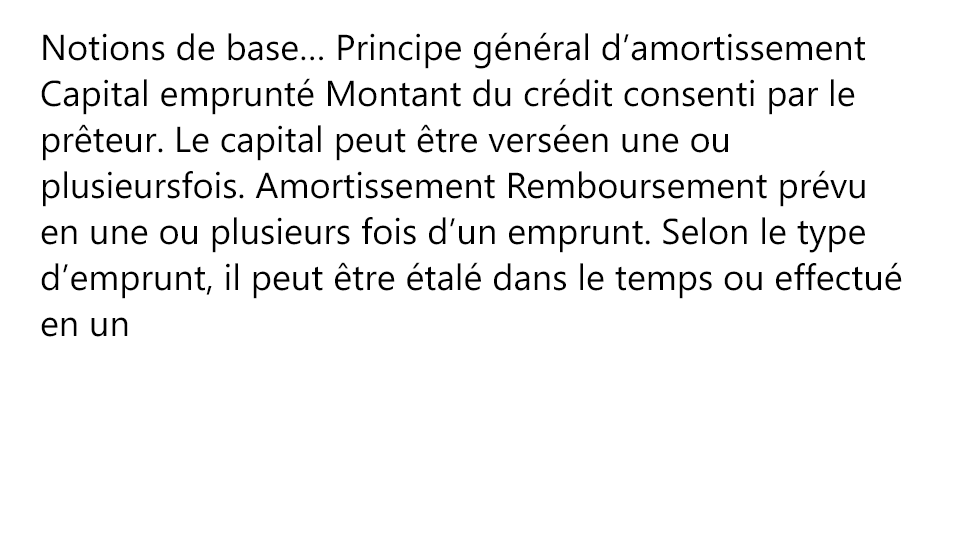 Notions de base… Principe général d’amortissement
Capital emprunté Montant du crédit consenti par le
prêteur. Le capital peut être verséen une ou
plusieursfois. Amortissement Remboursement prévu
en une ou plusieurs fois d’un emprunt. Selon le type
d’emprunt, il peut être étalé dans le temps ou effectué
en un